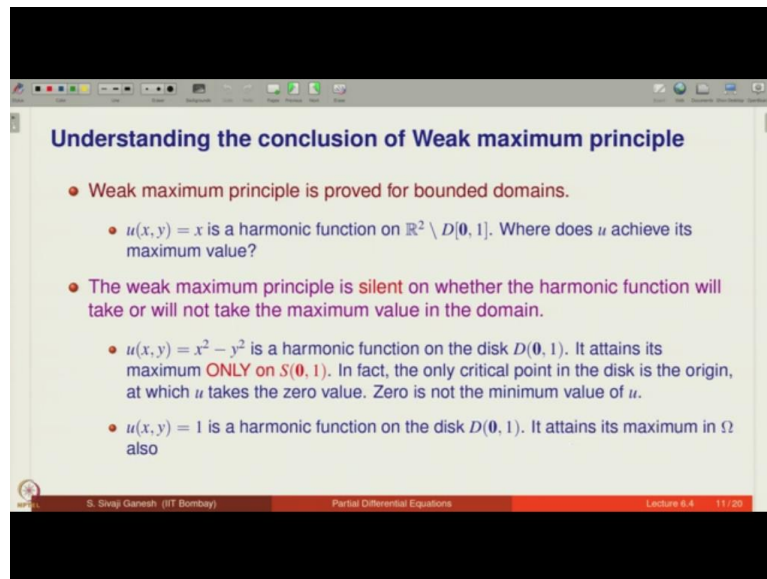 Understanding the conclusion of Weak maximum principle
Weak maximum principle is proved for bounded domains.
u(x, y) = x is a harmonic function on ℝ² \ D[0, 1]. Where does u achieve its
maximum value?
The weak maximum principle is silent on whether the harmonic function will
take or will not take the maximum value in the domain.
u(x, y) = x² − y² is a harmonic function on the disk D(0, 1). It attains its
maximum ONLY on S(0, 1). In fact, the only critical point in the disk is the origin,
at which u takes the zero value. Zero is not the minimum value of u.
u(x, y) = 1 is a harmonic function on the disk D(0, 1). It attains its maximum in Ω
also
S. Sivaji Ganesh (IIT Bombay) Partial Differential Equations Lecture 6.4 11/20